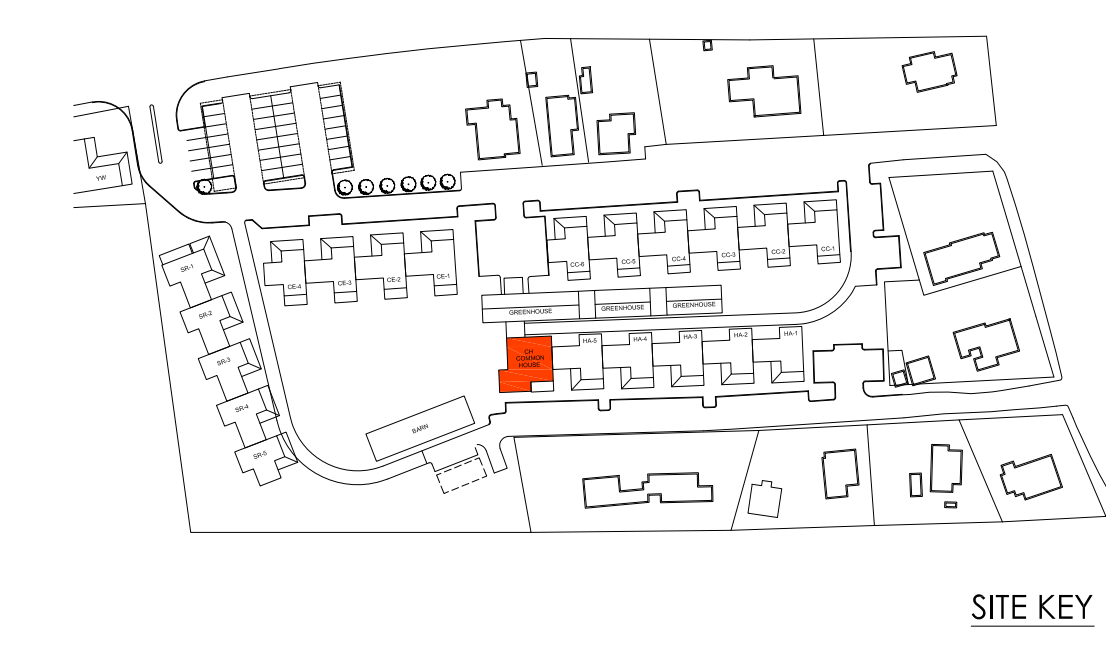 YW
SR-1
SR-2
SR-3
SR-4
SR-5
CE-4
CE-3
CE-2
CE-1
CC-6
CC-5
CC-4
CC-3
CC-2
CC-1
GREENHOUSE
GREENHOUSE
GREENHOUSE
CH
COMMON
HOUSE
HA-5
HA-4
HA-3
HA-2
HA-1
BARN
SITE KEY